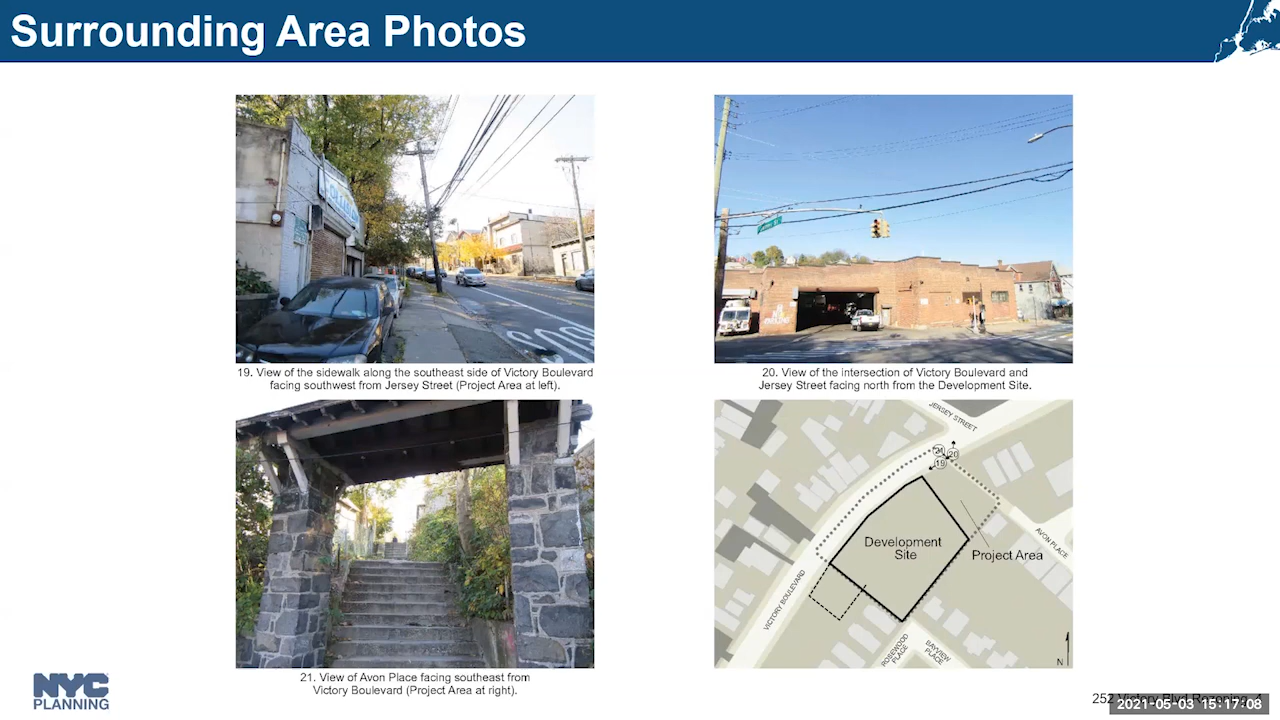 Surrounding Area Photos
19. View of the sidewalk along the southeast side of Victory Boulevard
facing southwest from Jersey Street (Project Area at left).
20. View of the intersection of Victory Boulevard and
Jersey Street facing north from the Development Site.
JERSEY STREET
21
20
19
Development
Site
Project Area
AVON PLACE
VICTORY BOULEVARD
ROSEWOOD
PLACE
BAYVIEW
PLACE
N
21. View of Avon Place facing southeast from
Victory Boulevard (Project Area at right).
NYC
PLANNING
252 Victory Blvd Rezoning
2021-05-03 15:17:08